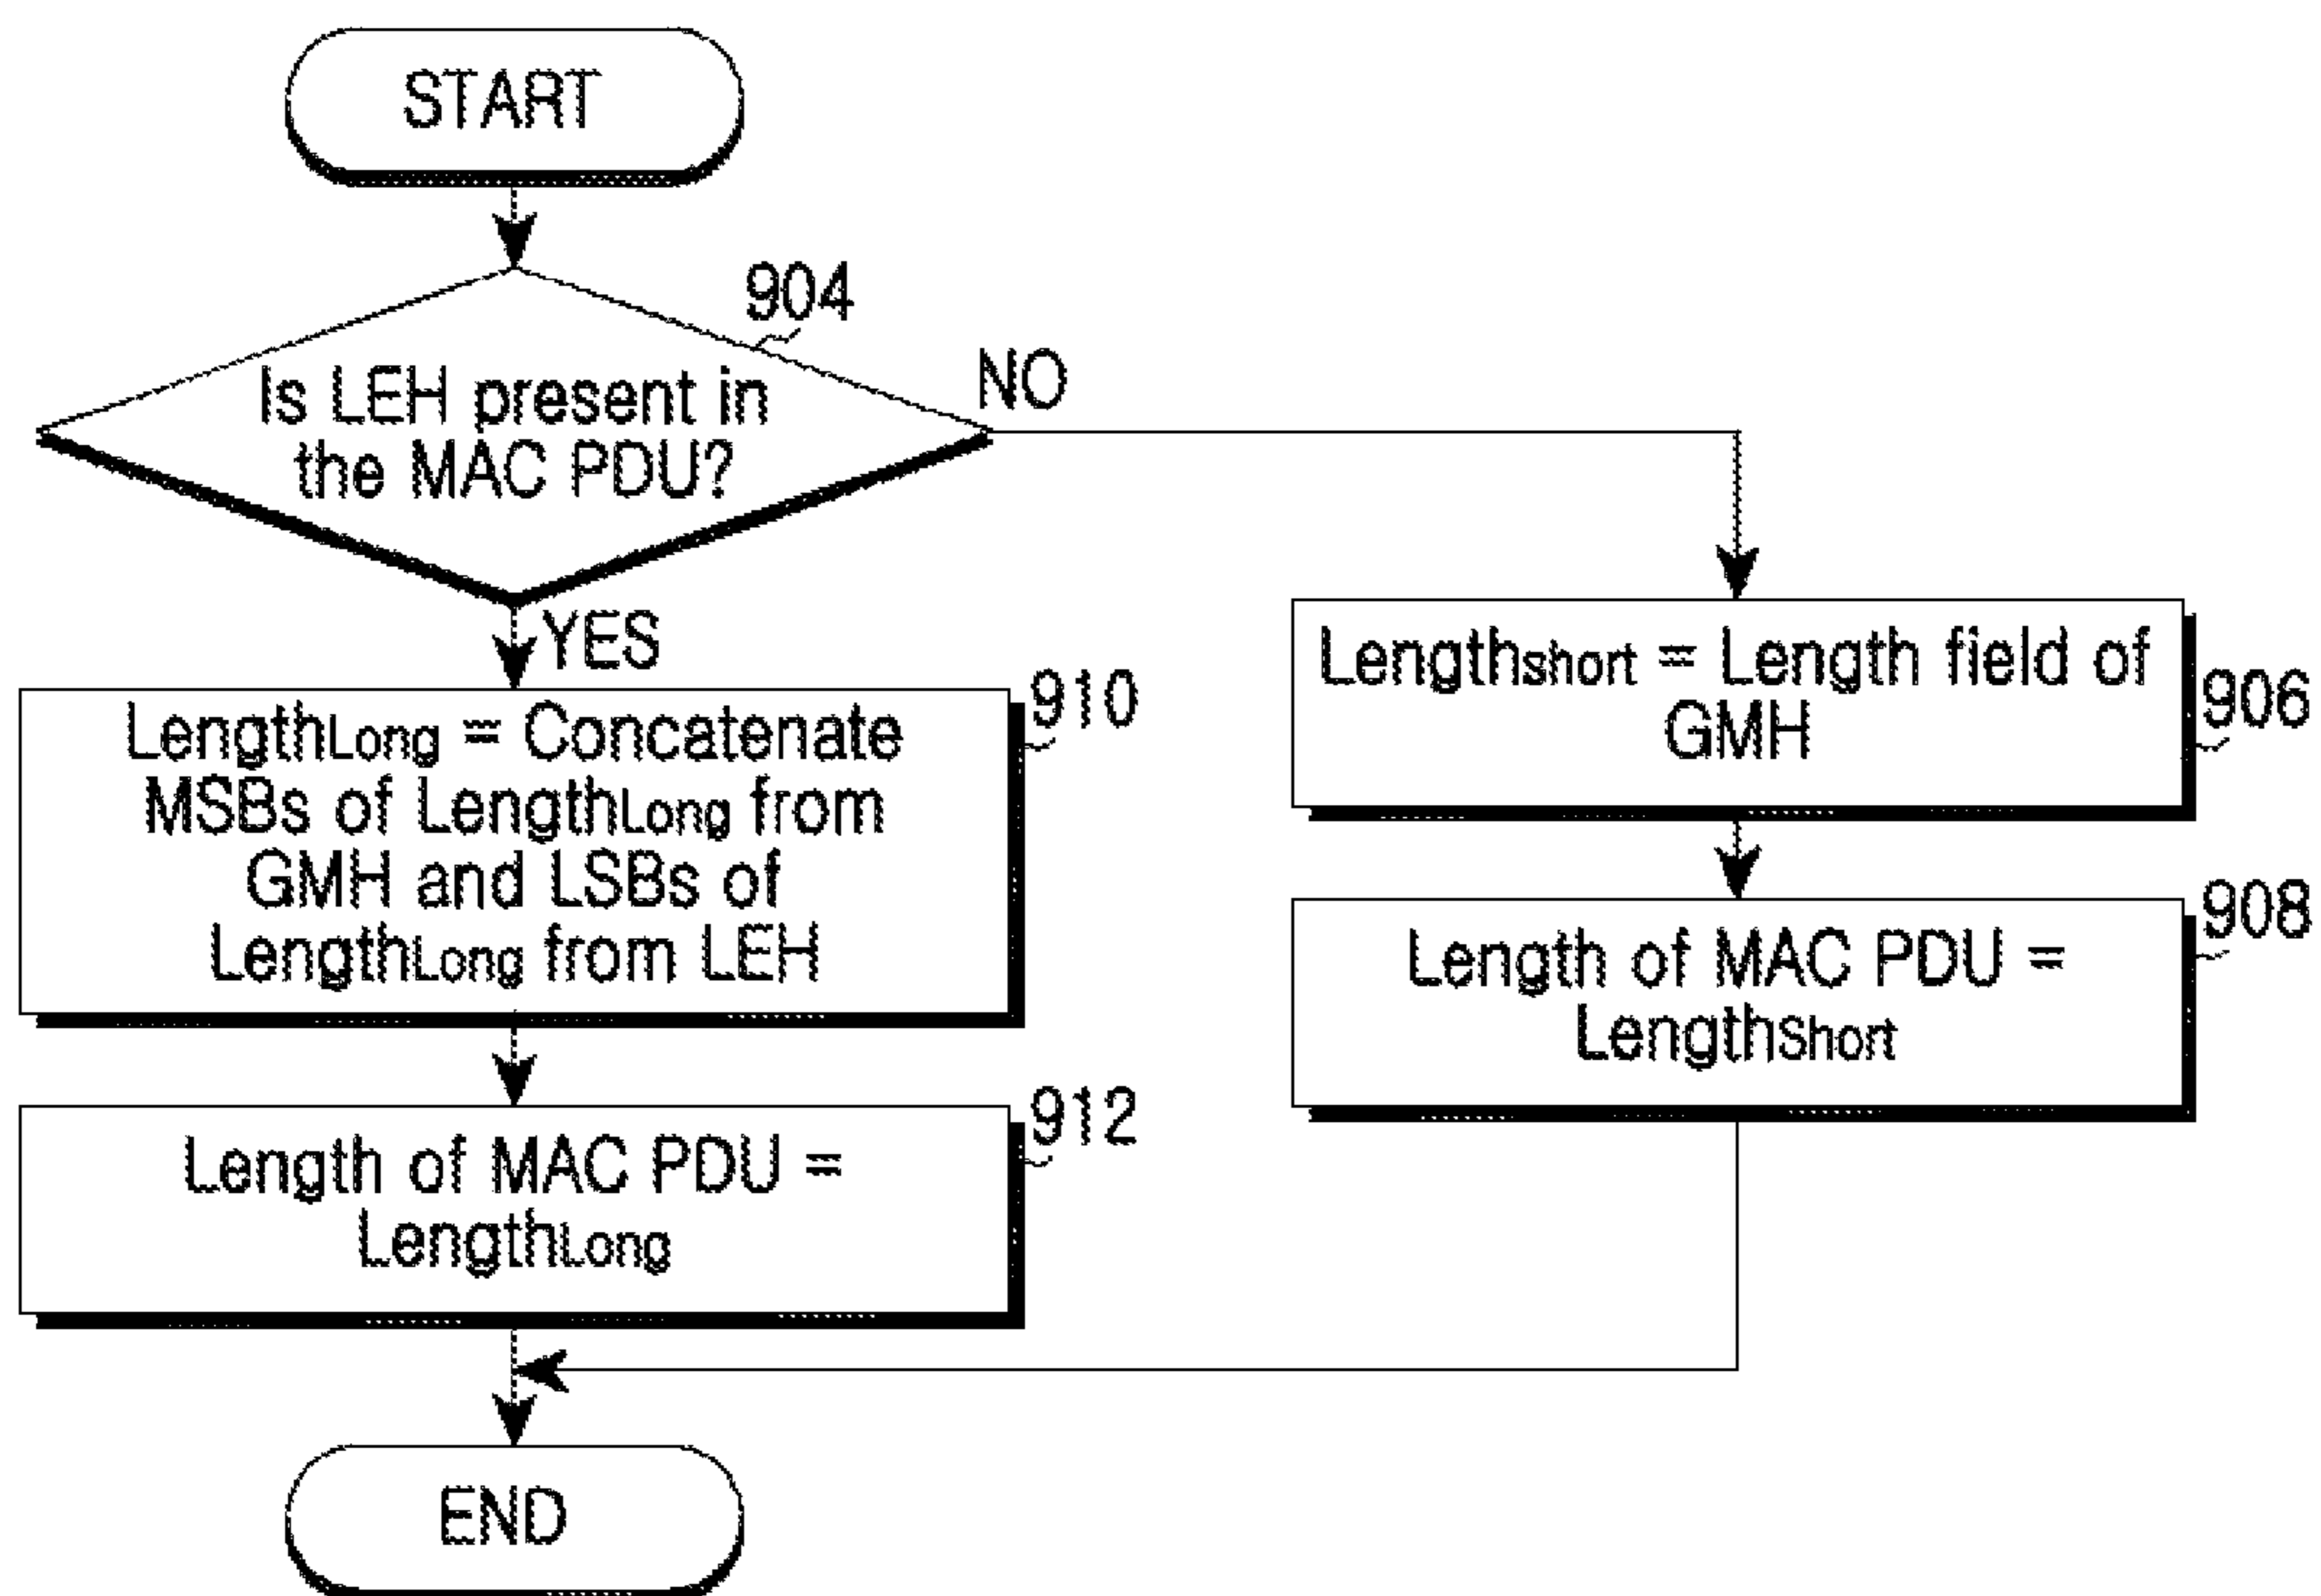 START
904
Is LEH present in
the MAC PDU?
NO
YES
LengthLong = Concatenate
MSBs of LengthLong from
GMH and LSBs of
LengthLong from LEH
910
Lengthshort = Length field of
GMH
906
Length of MAC PDU =
LengthShort
908
Length of MAC PDU =
LengthLong
912
END